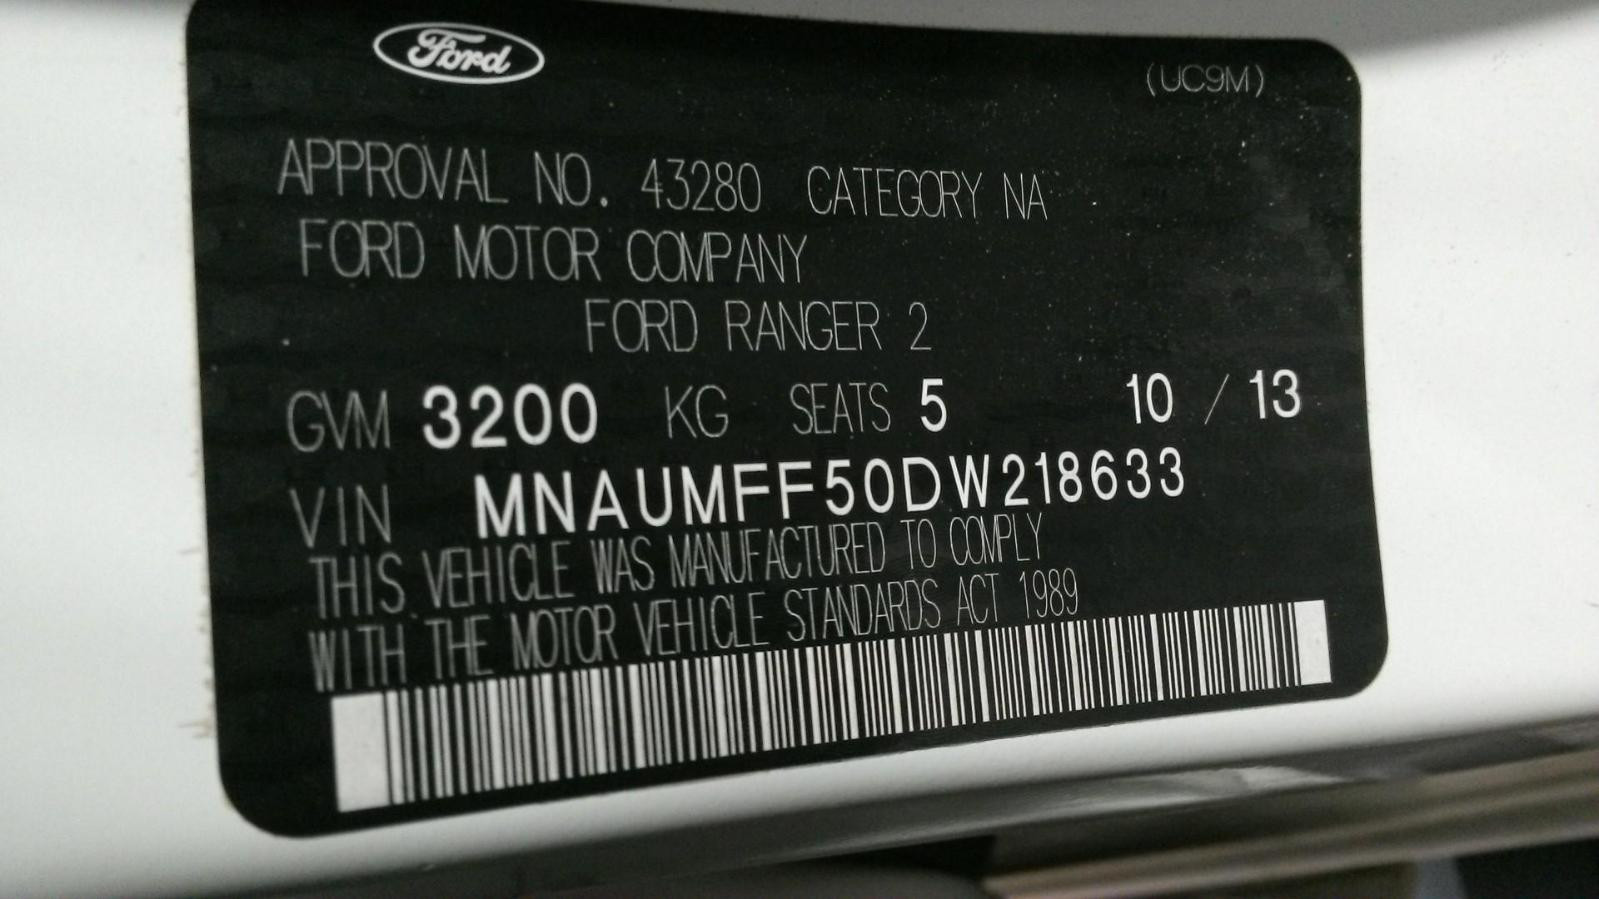 Ford
(UC9M)
APPROVAL NO. 43280 CATEGORY NA
FORD MOTOR COMPANY
FORD RANGER 2
GVM 3200 KG SEATS 5 10 / 13
VIN MNAUMFF50DW218633
THIS VEHICLE WAS MANUFACTURED TO COMPLY
WITH THE MOTOR VEHICLE STANDARDS ACT 1989